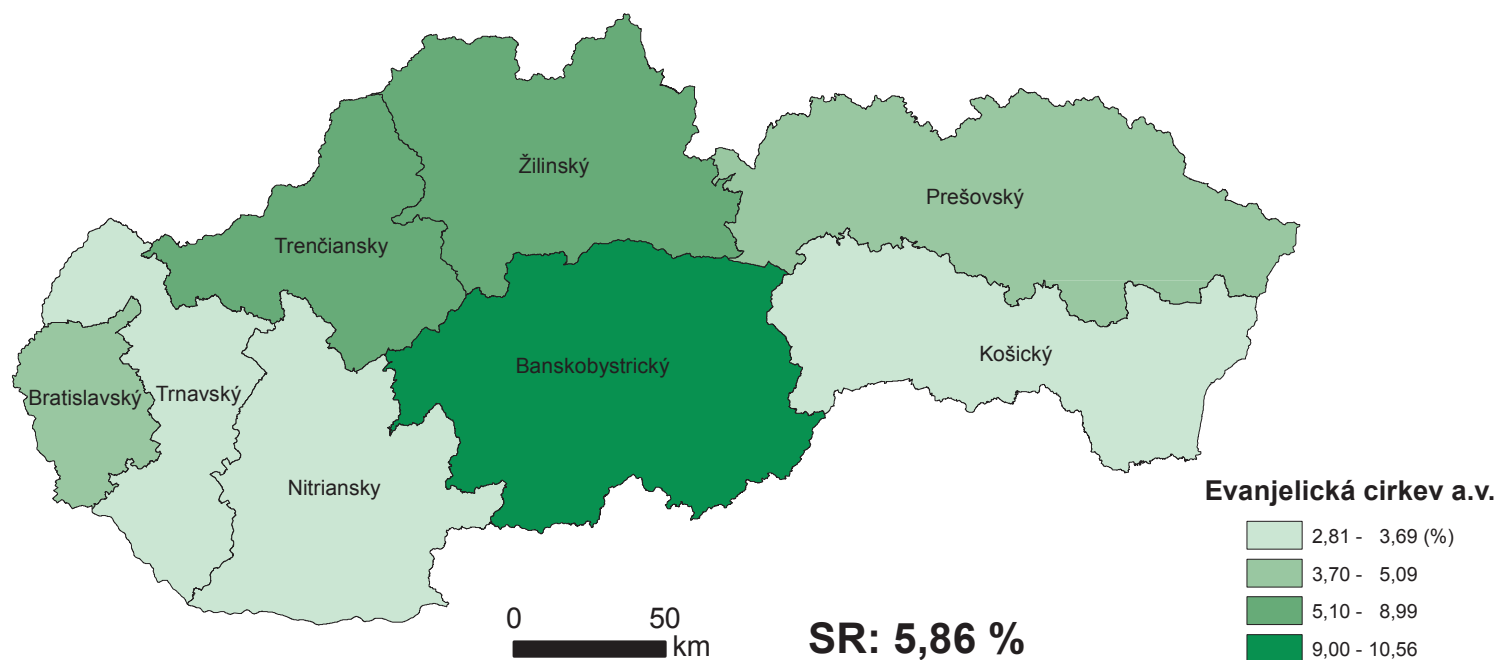 Žilinský
Prešovský
Trenčiansky
Košický
Banskobystrický
Bratislavský
Trnavský
Nitriansky
Evanjelická cirkev a.v.
2,81 - 3,69 (%)
3,70 - 5,09
5,10 - 8,99
9,00 - 10,56
0 50
km
SR: 5,86 %